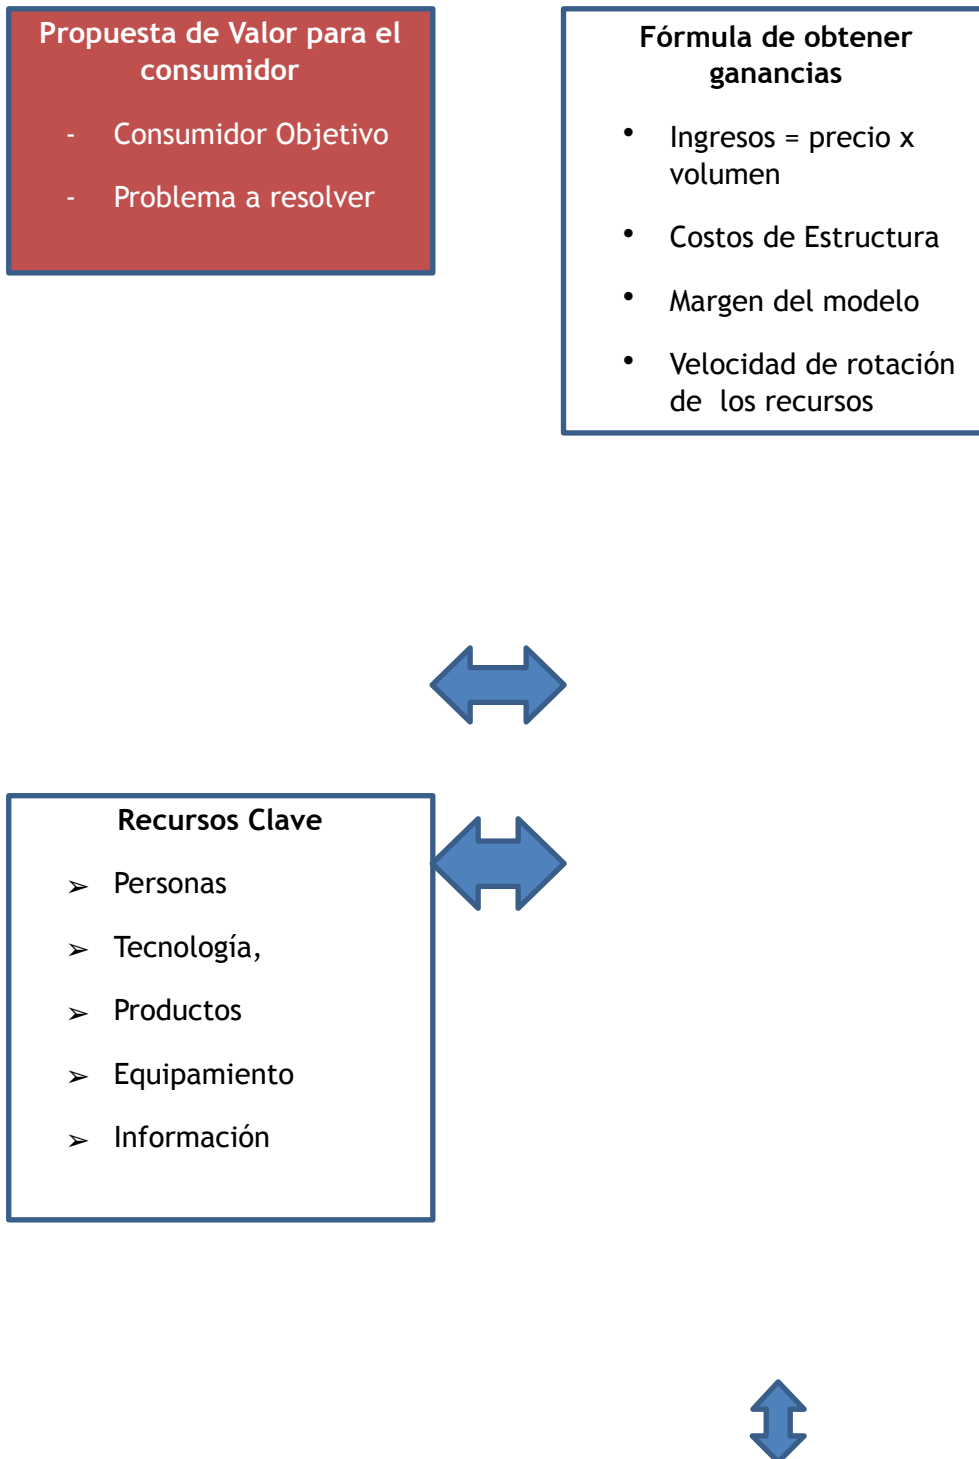 Propuesta de Valor para el
consumidor
- Consumidor Objetivo
- Problema a resolver
Fórmula de obtener
ganancias
• Ingresos = precio x
volumen
• Costos de Estructura
• Margen del modelo
• Velocidad de rotación
de los recursos
Recursos Clave
➢ Personas
➢ Tecnología,
➢ Productos
➢ Equipamiento
➢ Información